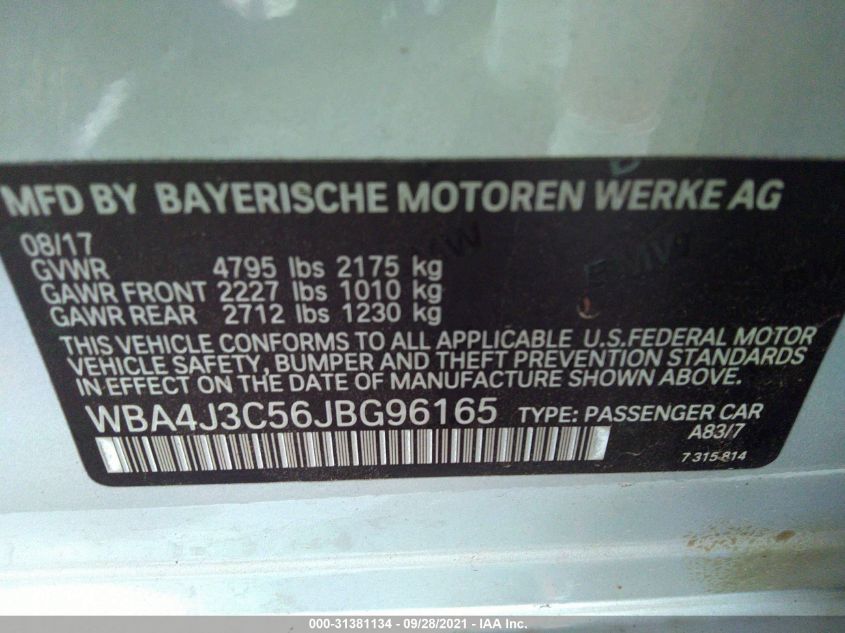 MFD BY BAYERISCHE MOTOREN WERKE AG
08/17
GVWR 4795 lbs 2175 kg
GAWR FRONT 2227 lbs 1010 kg
GAWR REAR 2712 lbs 1230 kg
THIS VEHICLE CONFORMS TO ALL APPLICABLE U.S.FEDERAL MOTOR
VEHICLE SAFETY, BUMPER AND THEFT PREVENTION STANDARDS
IN EFFECT ON THE DATE OF MANUFACTURE SHOWN ABOVE.
WBA4J3C56JBG96165 TYPE: PASSENGER CAR
A83/7
7 315 814
000-31381134 - 09/28/2021 - IAA Inc.